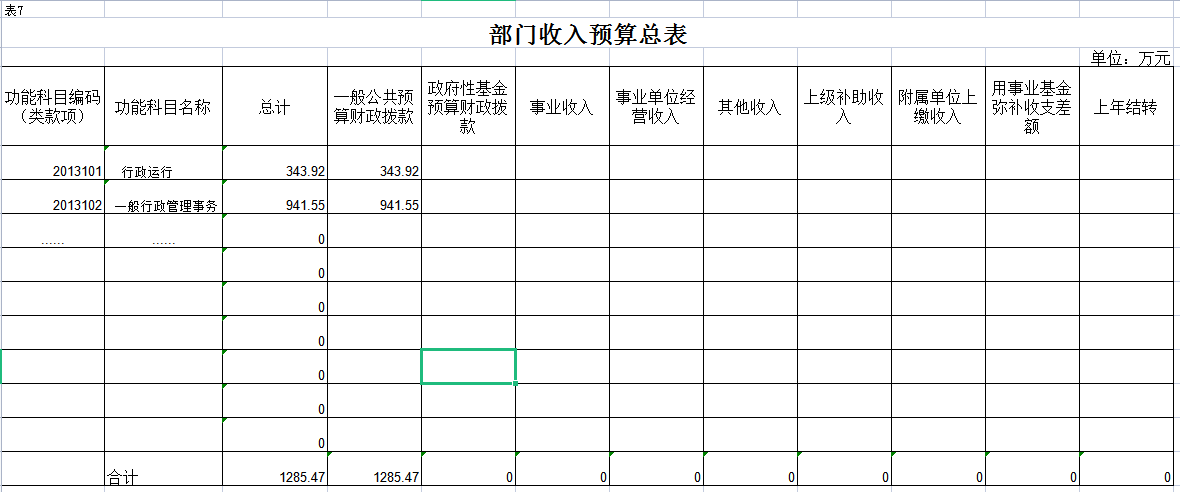 表7
部门收入预算总表
单位：万元
功能科目编码（类款项） 功能科目名称 总计 一般公共预算财政拨款 政府性基金预算财政拨款 事业收入 事业单位经营收入 其他收入 上级补助收入 附属单位上缴收入 用事业基金弥补收支差额 上年结转
2013101 行政运行 343.92 343.92
2013102 一般行政管理事务 941.55 941.55
...... ...... 0
0
0
0
0
0
0
合计 1285.47 1285.47 0 0 0 0 0 0 0 0